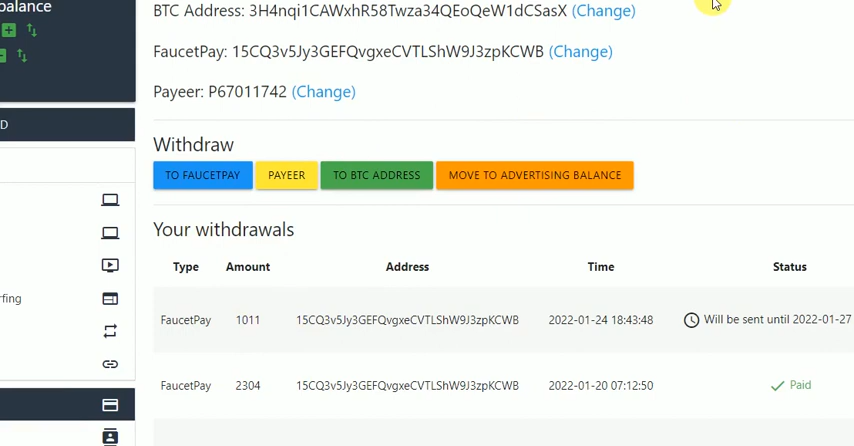 balance
BTC Address: 3H4nqi1CAWxhR58Twza34QEoQeW1dCSasX (Change)
FaucetPay: 15CQ3v5Jy3GEFQvgxeCVTLShW9J3zpKCWB (Change)
Payeer: P67011742 (Change)
D
Withdraw
TO FAUCETPAY PAYEER TO BTC ADDRESS MOVE TO ADVERTISING BALANCE
Your withdrawals
Type Amount Address Time Status
rfing
FaucetPay 1011 15CQ3v5Jy3GEFQvgxeCVTLShW9J3zpKCWB 2022-01-24 18:43:48 Will be sent until 2022-01-27
FaucetPay 2304 15CQ3v5Jy3GEFQvgxeCVTLShW9J3zpKCWB 2022-01-20 07:12:50 Paid